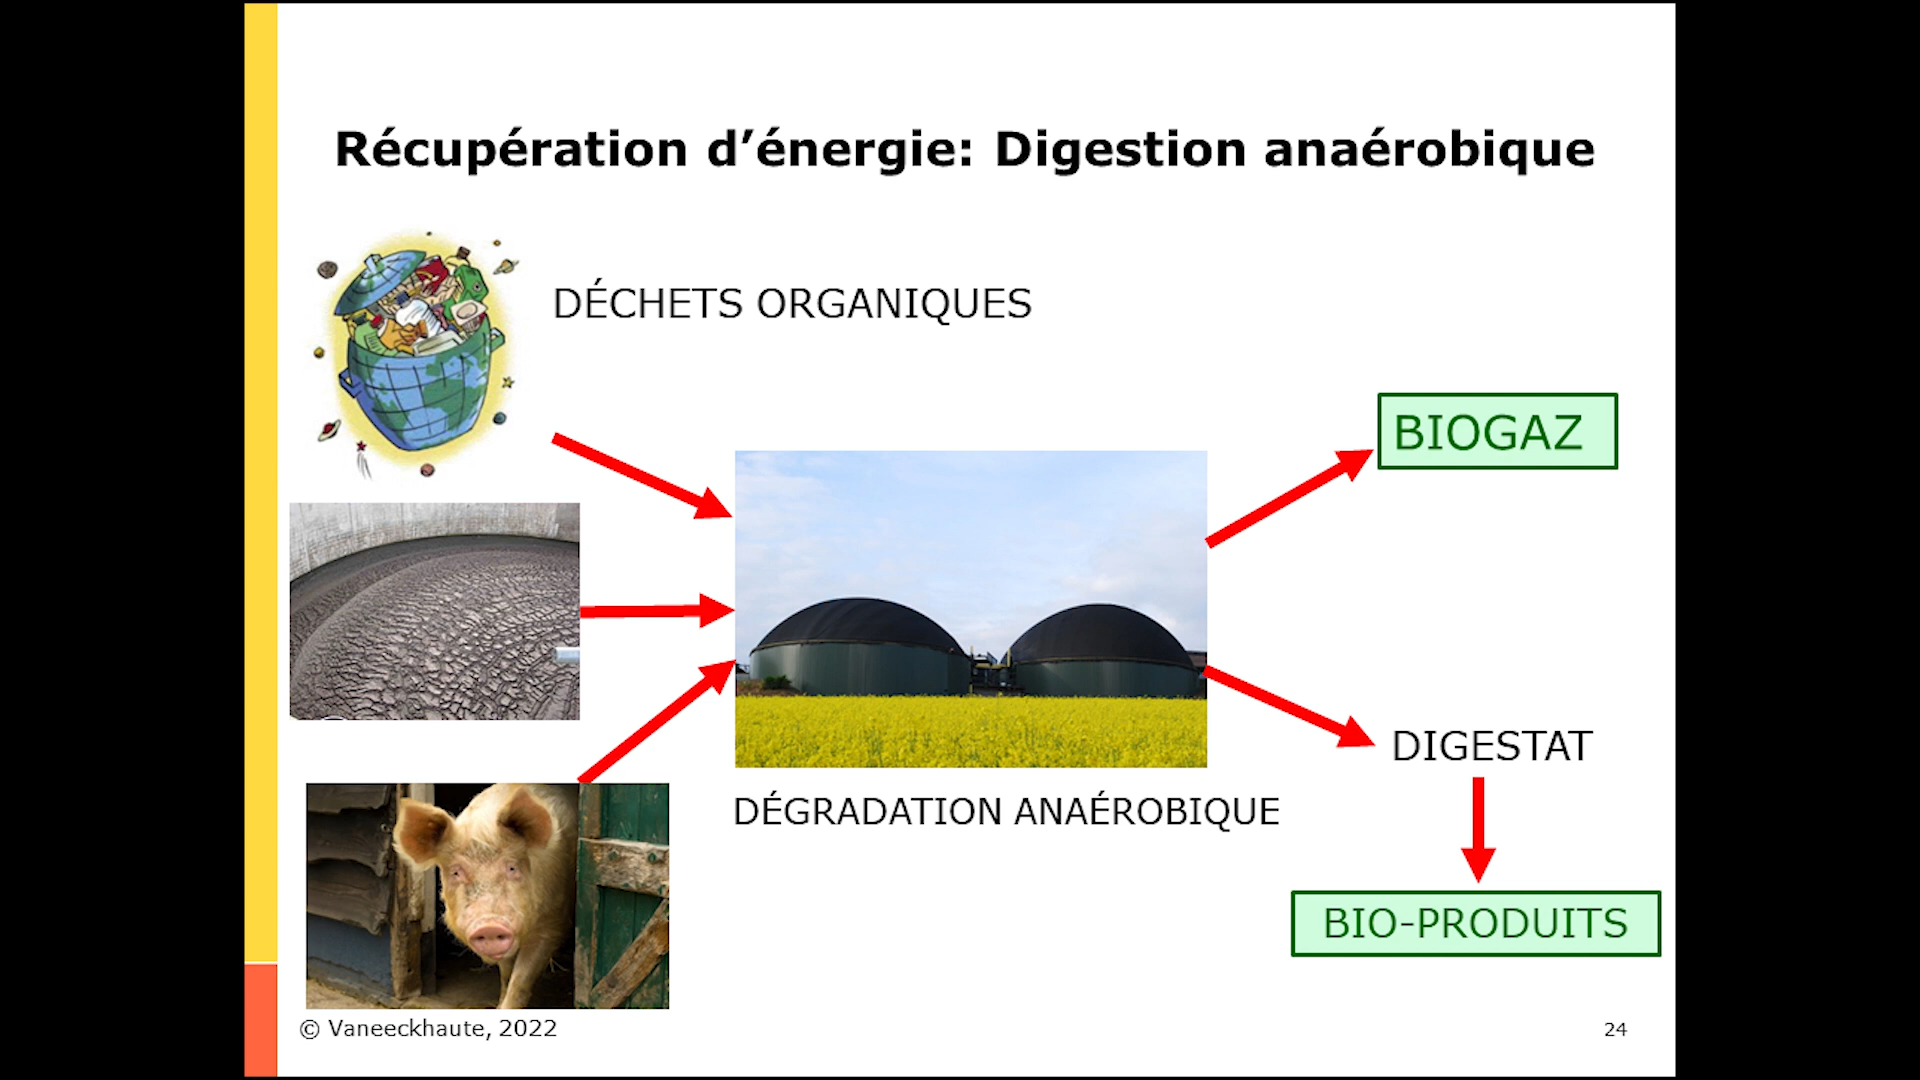 Récupération d’énergie: Digestion anaérobique
DÉCHETS ORGANIQUES
BIOGAZ
DIGESTAT
DÉGRADATION ANAÉROBIQUE
BIO-PRODUITS
© Vaneeckhaute, 2022
24